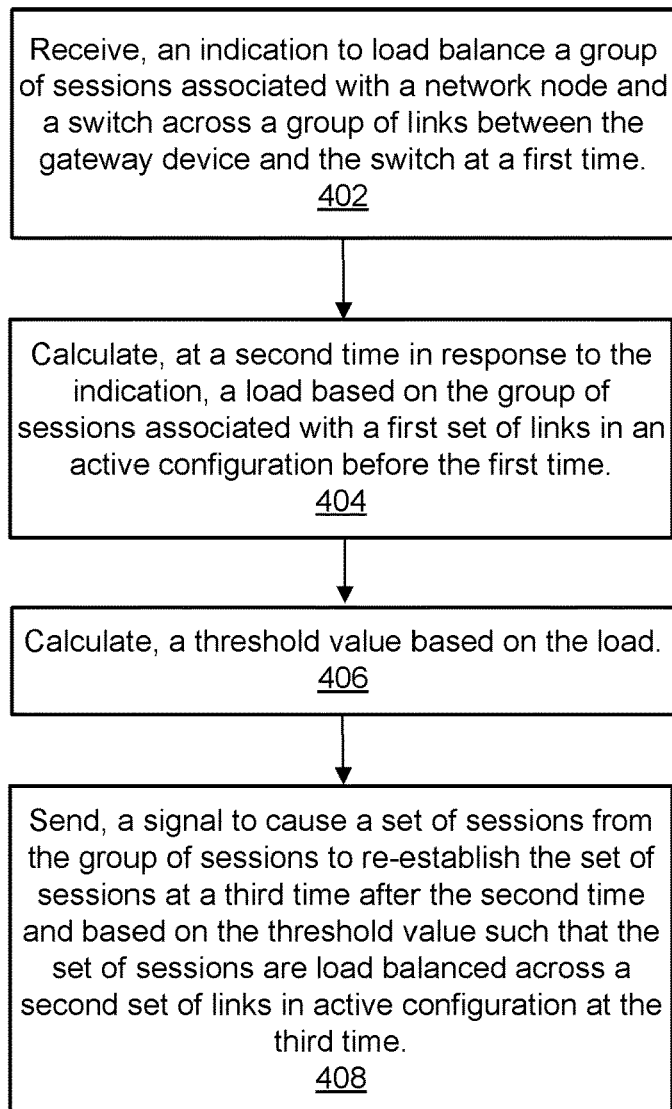 Receive, an indication to load balance a group
of sessions associated with a network node and
a switch across a group of links between the
gateway device and the switch at a first time.
402
Calculate, at a second time in response to the
indication, a load based on the group of
sessions associated with a first set of links in an
active configuration before the first time.
404
Calculate, a threshold value based on the load.
406
Send, a signal to cause a set of sessions from
the group of sessions to re-establish the set of
sessions at a third time after the second time
and based on the threshold value such that the
set of sessions are load balanced across a
second set of links in active configuration at the
third time.
408